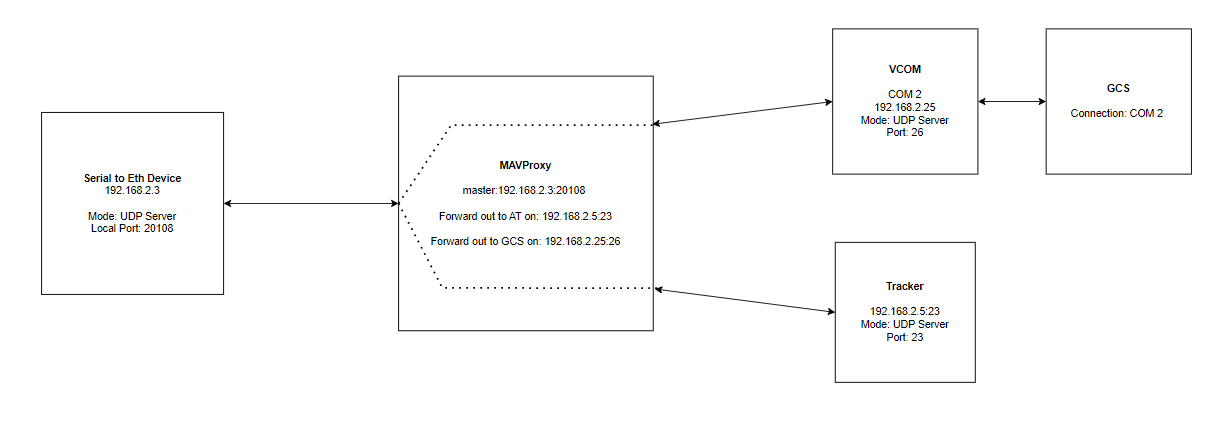 Serial to Eth Device
192.168.2.3
Mode: UDP Server
Local Port: 20108
MAVProxy
master:192.168.2.3:20108
Forward out to AT on: 192.168.2.5:23
Forward out to GCS on: 192.168.2.25:26
VCOM
COM 2
192.168.2.25
Mode: UDP Server
Port: 26
GCS
Connection: COM 2
Tracker
192.168.2.5:23
Mode: UDP Server
Port: 23